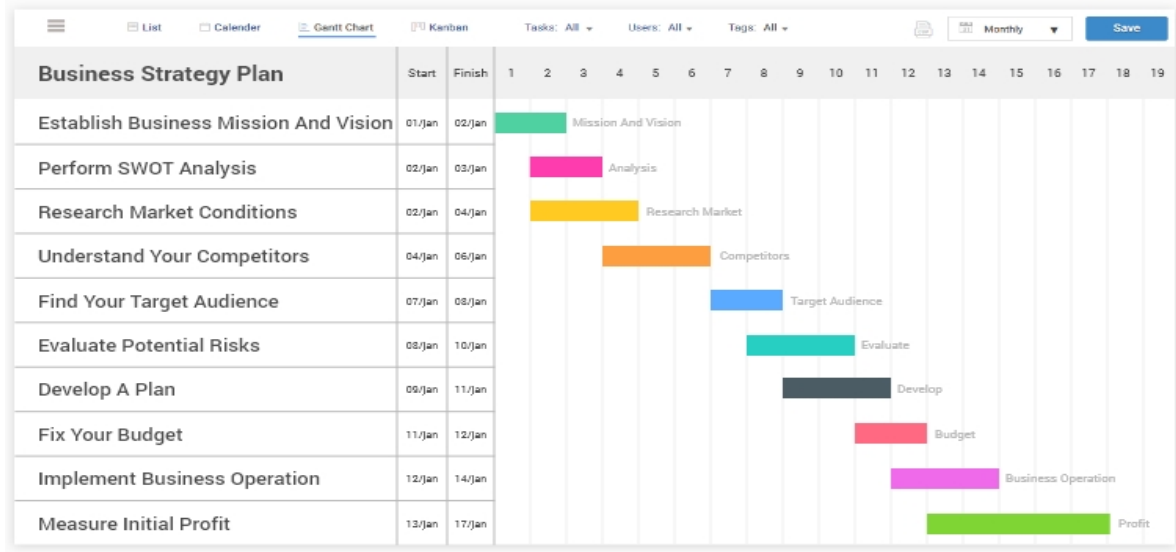 List Calender Gantt Chart Kanban Tasks: All Users: All Tags: All Monthly Save
Business Strategy Plan Start Finish 1 2 3 4 5 6 7 8 9 10 11 12 13 14 15 16 17 18 19
Establish Business Mission And Vision 01/Jan 02/Jan Mission And Vision
Perform SWOT Analysis 02/Jan 03/Jan Analysis
Research Market Conditions 02/Jan 04/Jan Research Market
Understand Your Competitors 04/Jan 06/Jan Competitors
Find Your Target Audience 07/Jan 08/Jan Target Audience
Evaluate Potential Risks 08/Jan 10/Jan Evaluate
Develop A Plan 09/Jan 11/Jan Develop
Fix Your Budget 11/Jan 12/Jan Budget
Implement Business Operation 12/Jan 14/Jan Business Operation
Measure Initial Profit 13/Jan 17/Jan Profit